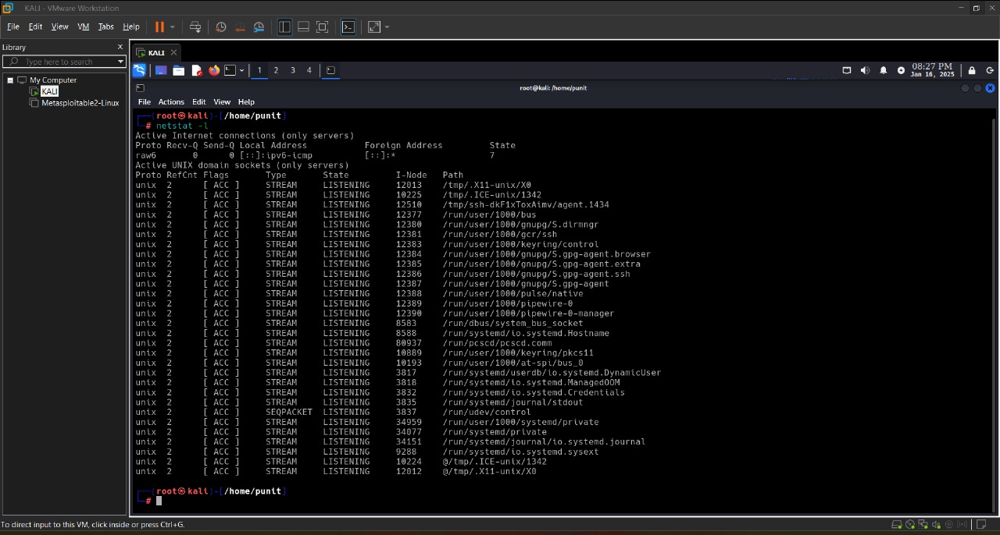 KALI - VMware Workstation
File Edit View VM Tabs Help
Library
Type here to search
My Computer
KALI
Metasploitable2-Linux
KALI
1 2 3 4
08:27 PM
Jan 16, 2025
root@kali: /home/punit
File Actions Edit View Help
┌──(root㉿kali)-[/home/punit]
└─# netstat -l
Active Internet connections (only servers)
Proto Recv-Q Send-Q Local Address Foreign Address State
raw6 0 0 [::]:ipv6-icmp [::]:* 7
Active UNIX domain sockets (only servers)
Proto RefCnt Flags Type State I-Node Path
unix 2 [ ACC ] STREAM LISTENING 12013 /tmp/.X11-unix/X0
unix 2 [ ACC ] STREAM LISTENING 10225 /tmp/.ICE-unix/1342
unix 2 [ ACC ] STREAM LISTENING 12510 /tmp/ssh-dkF1xToxAimv/agent.1434
unix 2 [ ACC ] STREAM LISTENING 12377 /run/user/1000/bus
unix 2 [ ACC ] STREAM LISTENING 12380 /run/user/1000/gnupg/S.dirmngr
unix 2 [ ACC ] STREAM LISTENING 12381 /run/user/1000/gcr/ssh
unix 2 [ ACC ] STREAM LISTENING 12383 /run/user/1000/keyring/control
unix 2 [ ACC ] STREAM LISTENING 12384 /run/user/1000/gnupg/S.gpg-agent.browser
unix 2 [ ACC ] STREAM LISTENING 12385 /run/user/1000/gnupg/S.gpg-agent.extra
unix 2 [ ACC ] STREAM LISTENING 12386 /run/user/1000/gnupg/S.gpg-agent.ssh
unix 2 [ ACC ] STREAM LISTENING 12387 /run/user/1000/gnupg/S.gpg-agent
unix 2 [ ACC ] STREAM LISTENING 12388 /run/user/1000/pulse/native
unix 2 [ ACC ] STREAM LISTENING 12389 /run/user/1000/pipewire-0
unix 2 [ ACC ] STREAM LISTENING 12390 /run/user/1000/pipewire-0-manager
unix 2 [ ACC ] STREAM LISTENING 8583 /run/dbus/system_bus_socket
unix 2 [ ACC ] STREAM LISTENING 8588 /run/systemd/io.systemd.Hostname
unix 2 [ ACC ] STREAM LISTENING 80937 /run/pcscd/pcscd.comm
unix 2 [ ACC ] STREAM LISTENING 10889 /run/user/1000/keyring/pkcs11
unix 2 [ ACC ] STREAM LISTENING 10193 /run/user/1000/at-spi/bus_0
unix 2 [ ACC ] STREAM LISTENING 3817 /run/systemd/userdb/io.systemd.DynamicUser
unix 2 [ ACC ] STREAM LISTENING 3818 /run/systemd/io.systemd.ManagedOOM
unix 2 [ ACC ] STREAM LISTENING 3832 /run/systemd/io.systemd.Credentials
unix 2 [ ACC ] STREAM LISTENING 3835 /run/systemd/journal/stdout
unix 2 [ ACC ] SEQPACKET LISTENING 3837 /run/udev/control
unix 2 [ ACC ] STREAM LISTENING 34959 /run/user/1000/systemd/private
unix 2 [ ACC ] STREAM LISTENING 34077 /run/systemd/private
unix 2 [ ACC ] STREAM LISTENING 34151 /run/systemd/journal/io.systemd.journal
unix 2 [ ACC ] STREAM LISTENING 9288 /run/systemd/io.systemd.sysext
unix 2 [ ACC ] STREAM LISTENING 10224 @/tmp/.ICE-unix/1342
unix 2 [ ACC ] STREAM LISTENING 12012 @/tmp/.X11-unix/X0
┌──(root㉿kali)-[/home/punit]
└─#
To direct input to this VM, click inside or press Ctrl+G.